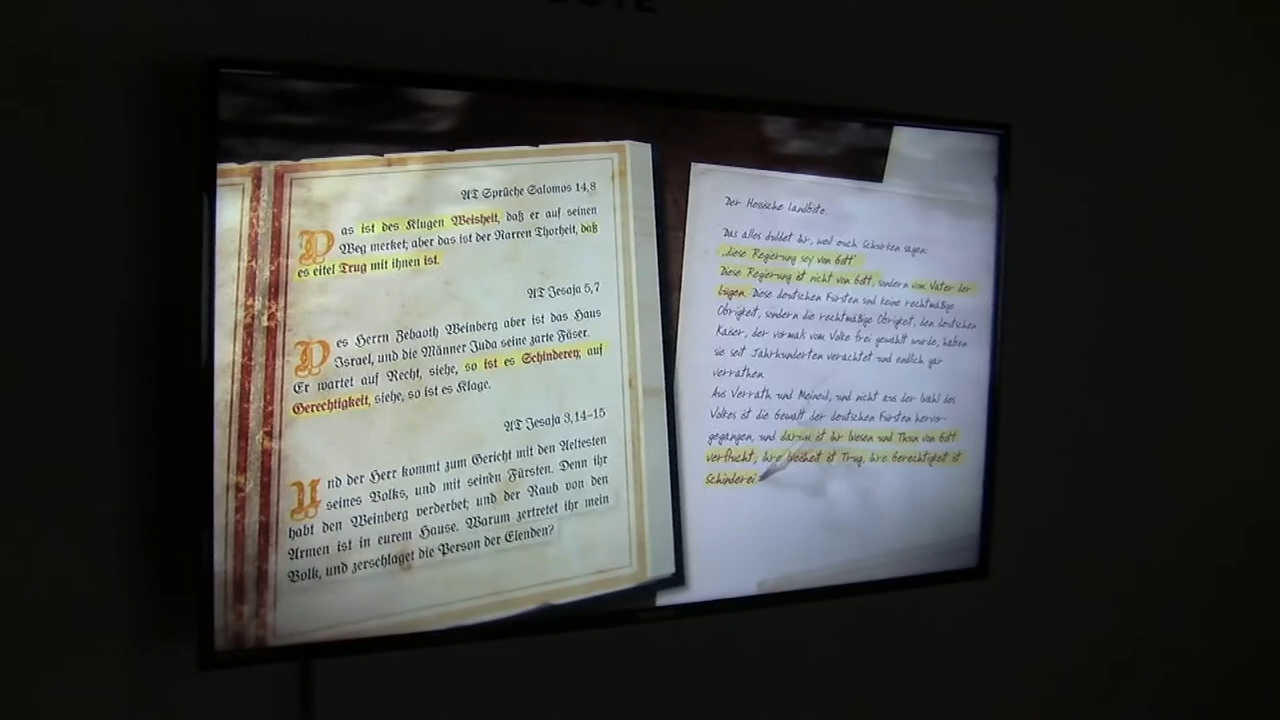 AT Sprüche Salomos 14,8
Das ist des Klugen Weisheit, daß er auf seinen
Weg merket; aber das ist der Narren Thorheit, daß
es eitel Trug mit ihnen ist.
AT Jesaja 5,7
Des Herrn Zebaoth Weinberg aber ist das Haus
Israel, und die Männer Juda seine zarte Fäser.
Er wartet auf Recht, siehe, so ist es Schinderey, auf
Gerechtigkeit, siehe, so ist es Klage.
AT Jesaja 3,14–15
Und der Herr kommt zum Gericht mit den Aeltesten
seines Volks, und mit seinen Fürsten. Denn ihr
habt den Weinberg verderbet; und der Raub von den
Armen ist in eurem Hause. Warum zertretet ihr mein
Volk, und zerschlaget die Person der Elenden?
Der Hessische Landbote.
Das alles duldet ihr, weil euch Schurken sagen:
„diese Regierung sey von Gott“
Diese Regierung ist nicht von Gott, sondern vom Vater der
Lügen. Diese deutschen Fürsten sind keine rechtmäßige
Obrigkeit, sondern die rechtmäßige Obrigkeit, den deutschen
Kaiser, der vormals vom Volke frei gewählt wurde, haben
sie seit Jahrhunderten verachtet und endlich gar
verrathen.
Aus Verrath und Meineid, und nicht aus der Wahl des
Volkes ist die Gewalt der deutschen Fürsten hervor-
gegangen, und darum ist ihr Wesen und Thun von Gott
verflucht; ihre Weisheit ist Trug, ihre Gerechtigkeit ist
Schinderei.